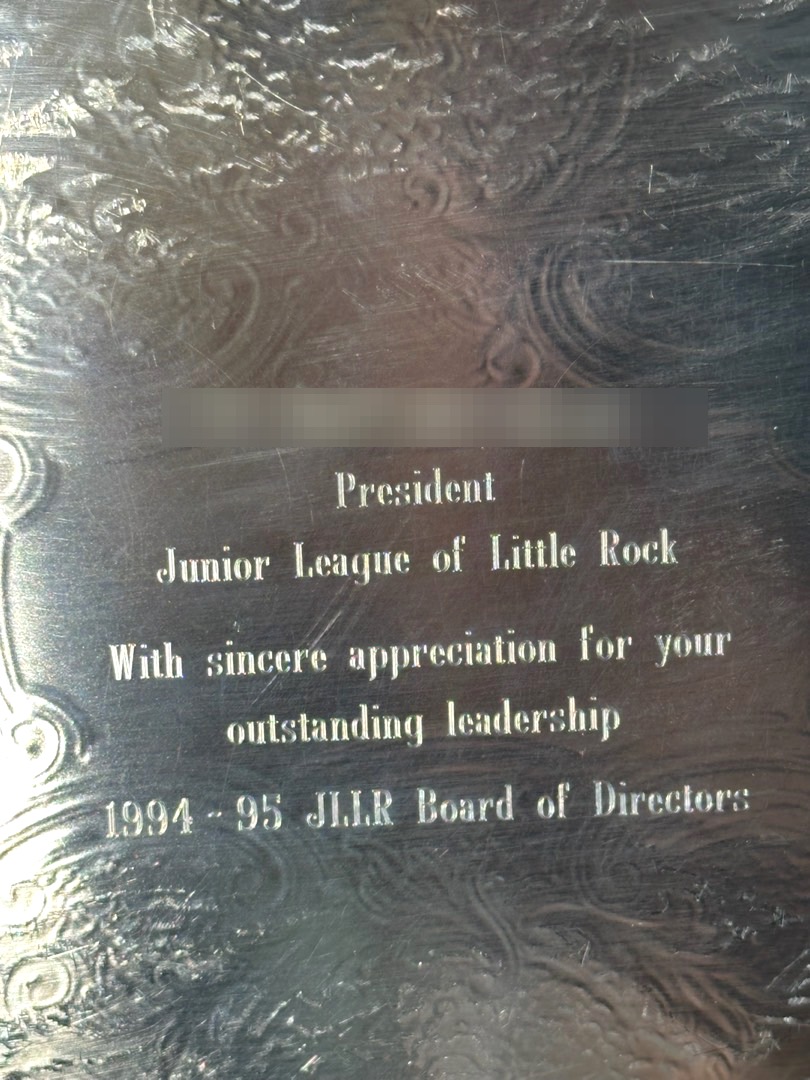 President
Junior League of Little Rock
With sincere appreciation for your
outstanding leadership
1994-95 JLLR Board of Directors